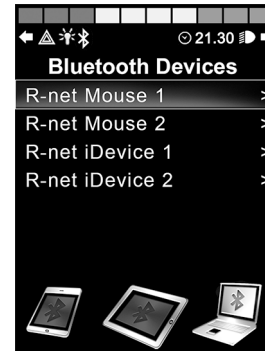 21.30
Bluetooth Devices
R-net Mouse 1 >
R-net Mouse 2 >
R-net iDevice 1 >
R-net iDevice 2 >